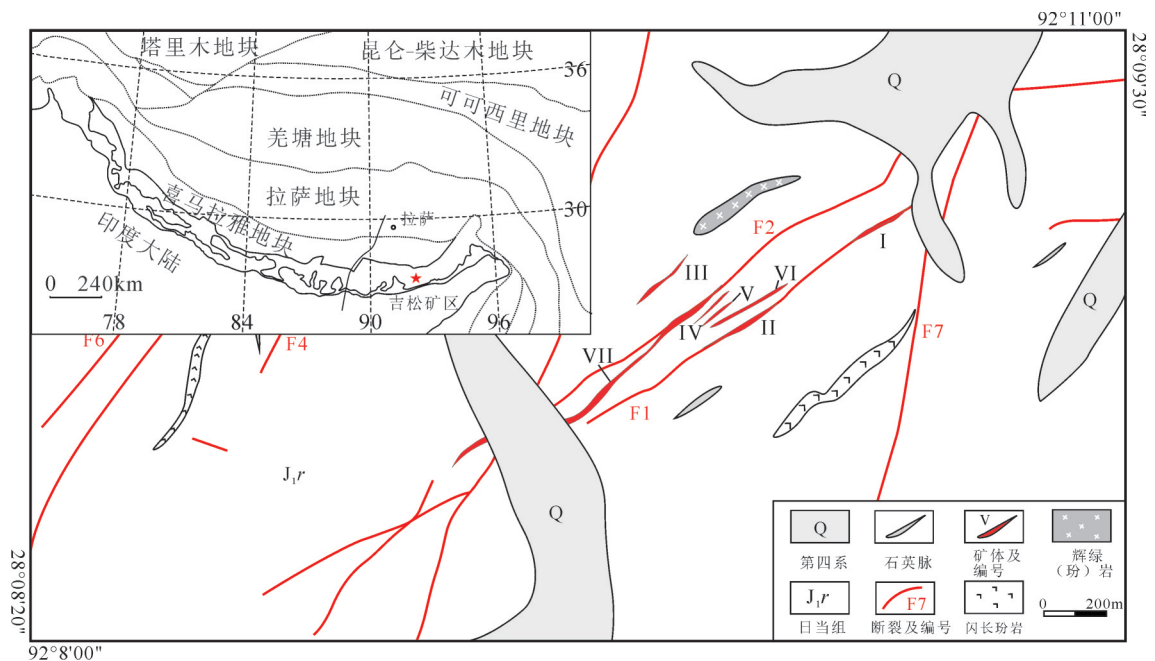 92°11'00"
28°09'30"
塔里木地块
昆仑-柴达木地块
36
可可西里地块
羌塘地块
拉萨地块
30
喜马拉雅地块
拉萨
印度大陆
0 240km
吉松矿区
78
84
90
96
Q
F2
I
III
VI
V
IV
II
VII
F1
F7
Q
F6
F4
J₁r
Q
Q
第四系
石英脉
V
矿体及
编号
辉绿
（玢）岩
J₁r
日当组
F7
断裂及编号
闪长玢岩
0 200m
28°08'20"
92°8'00"